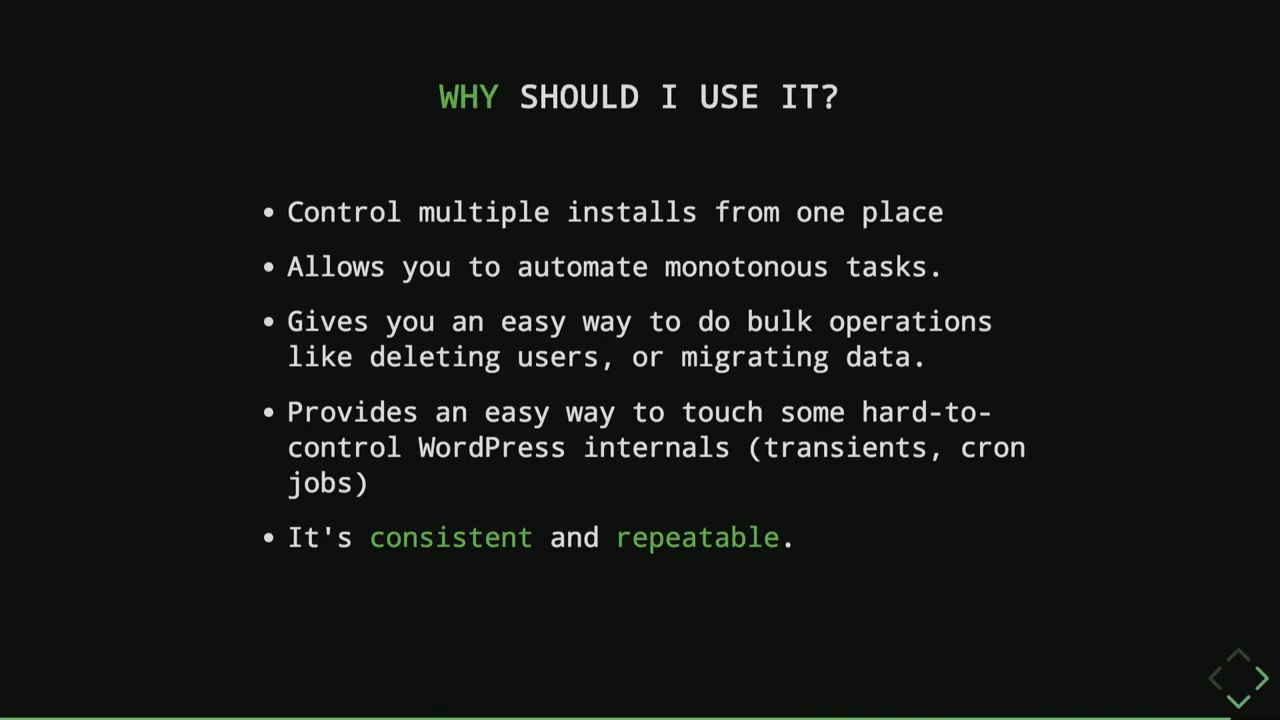 WHY SHOULD I USE IT?
• Control multiple installs from one place
• Allows you to automate monotonous tasks.
• Gives you an easy way to do bulk operations
like deleting users, or migrating data.
• Provides an easy way to touch some hard-to-
control WordPress internals (transients, cron
jobs)
• It's consistent and repeatable.